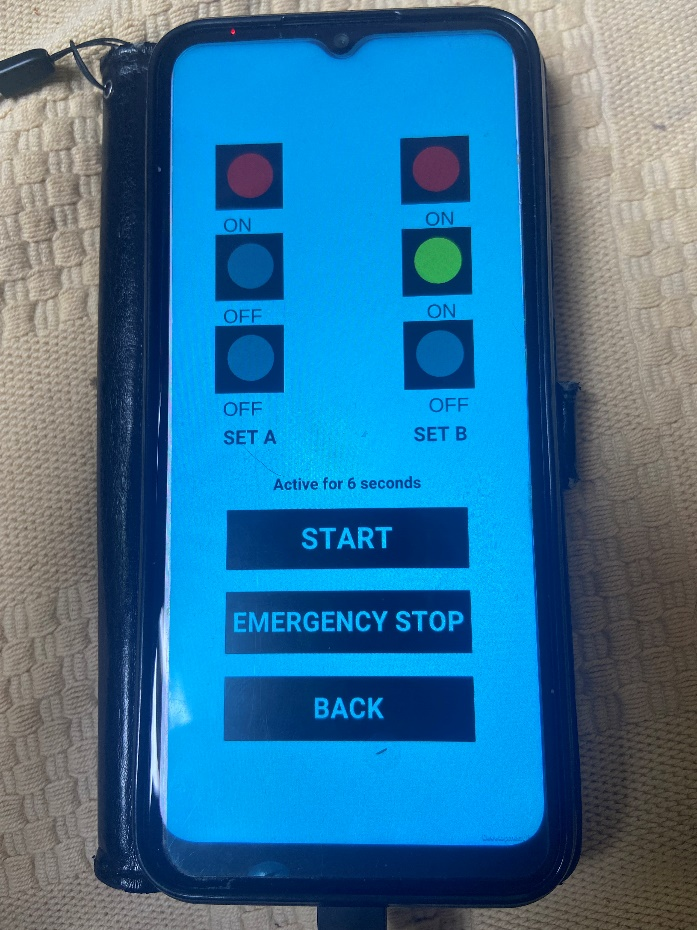 ON ON
OFF ON
OFF OFF
SET A SET B
Active for 6 seconds
START
EMERGENCY STOP
BACK